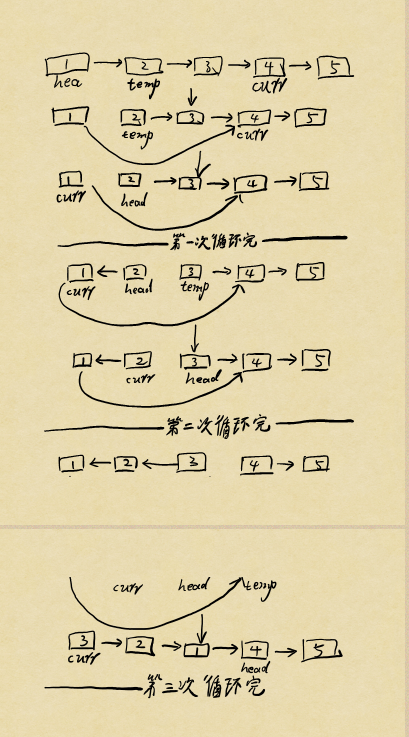 1 → 2 → 3 → 4 → 5
hea temp curr
1 2 → 3 → 4 → 5
temp curr
1 2 → 3 → 4 → 5
curr head
第一次循环完
1 ← 2 3 → 4 → 5
curr head temp
1 ← 2 3 → 4 → 5
curr head
第二次循环完
1 ← 2 ← 3 4 → 5
curr head temp
3 → 2 → 1 → 4 → 5
curr head
第三次循环完